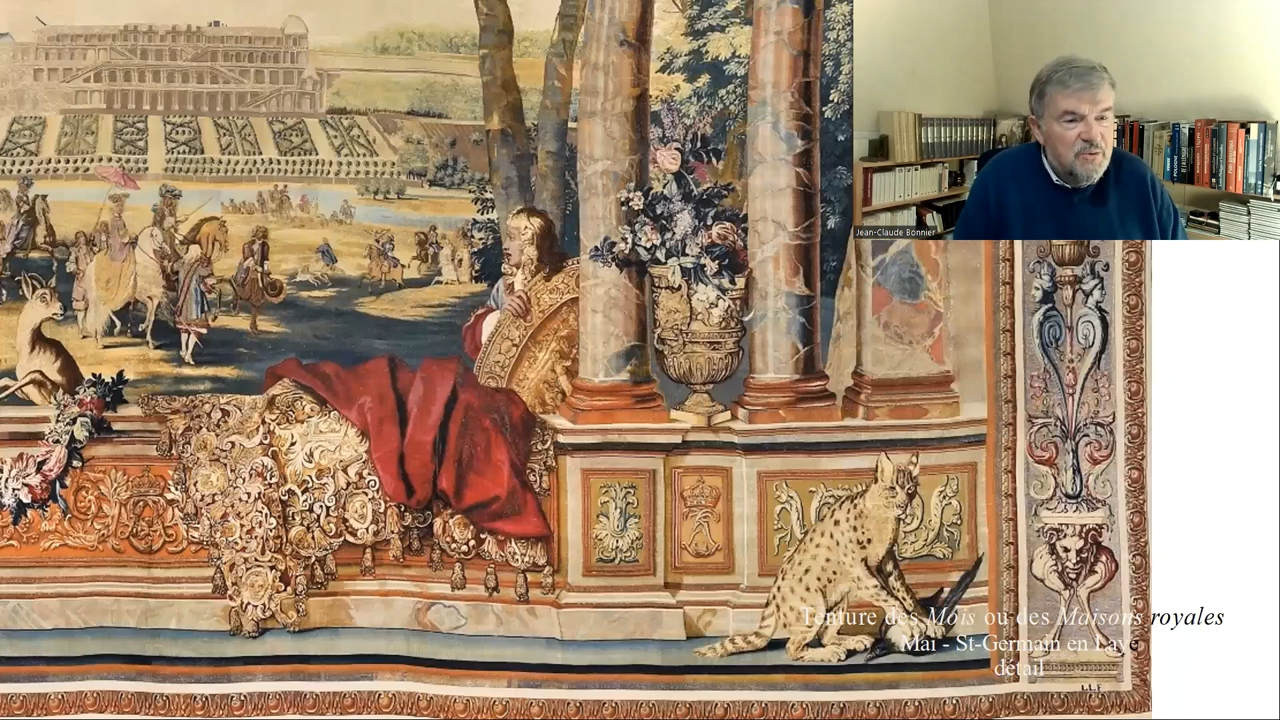 Jean-Claude Bonnier
Tenture des Mois ou des Maisons royales
Mai - St-Germain en Laye
détail
L.L.F